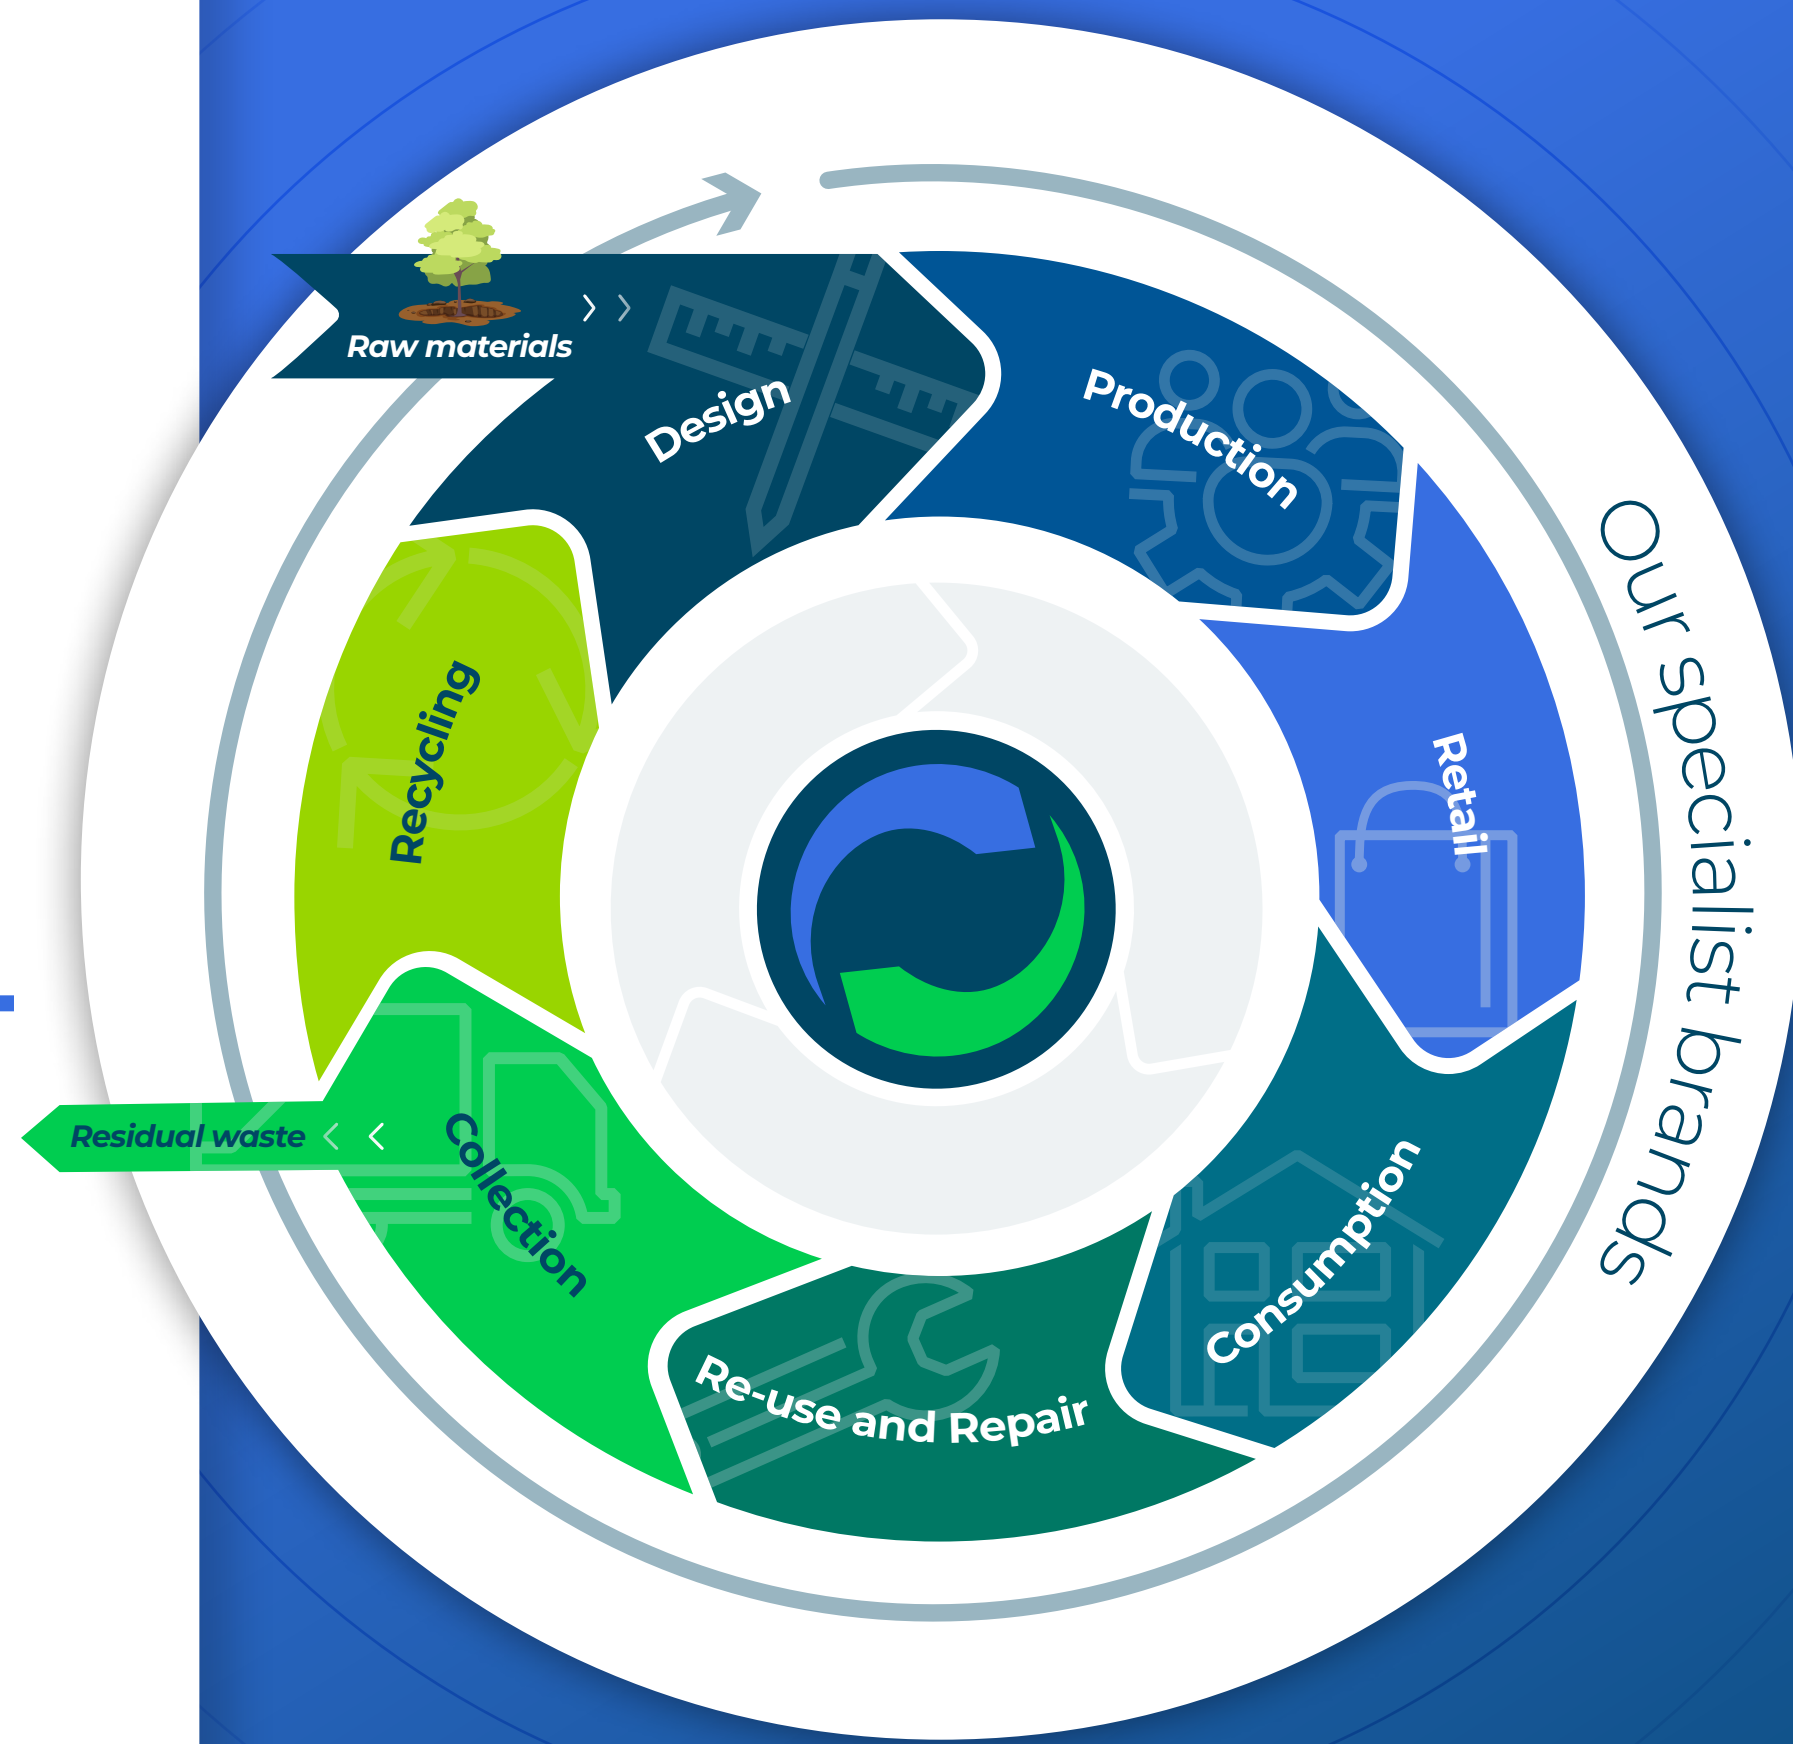 Raw materials
Design
Production
Retail
Consumption
Re-use and Repair
Collection
Residual waste
Recycling
Our specialist brands